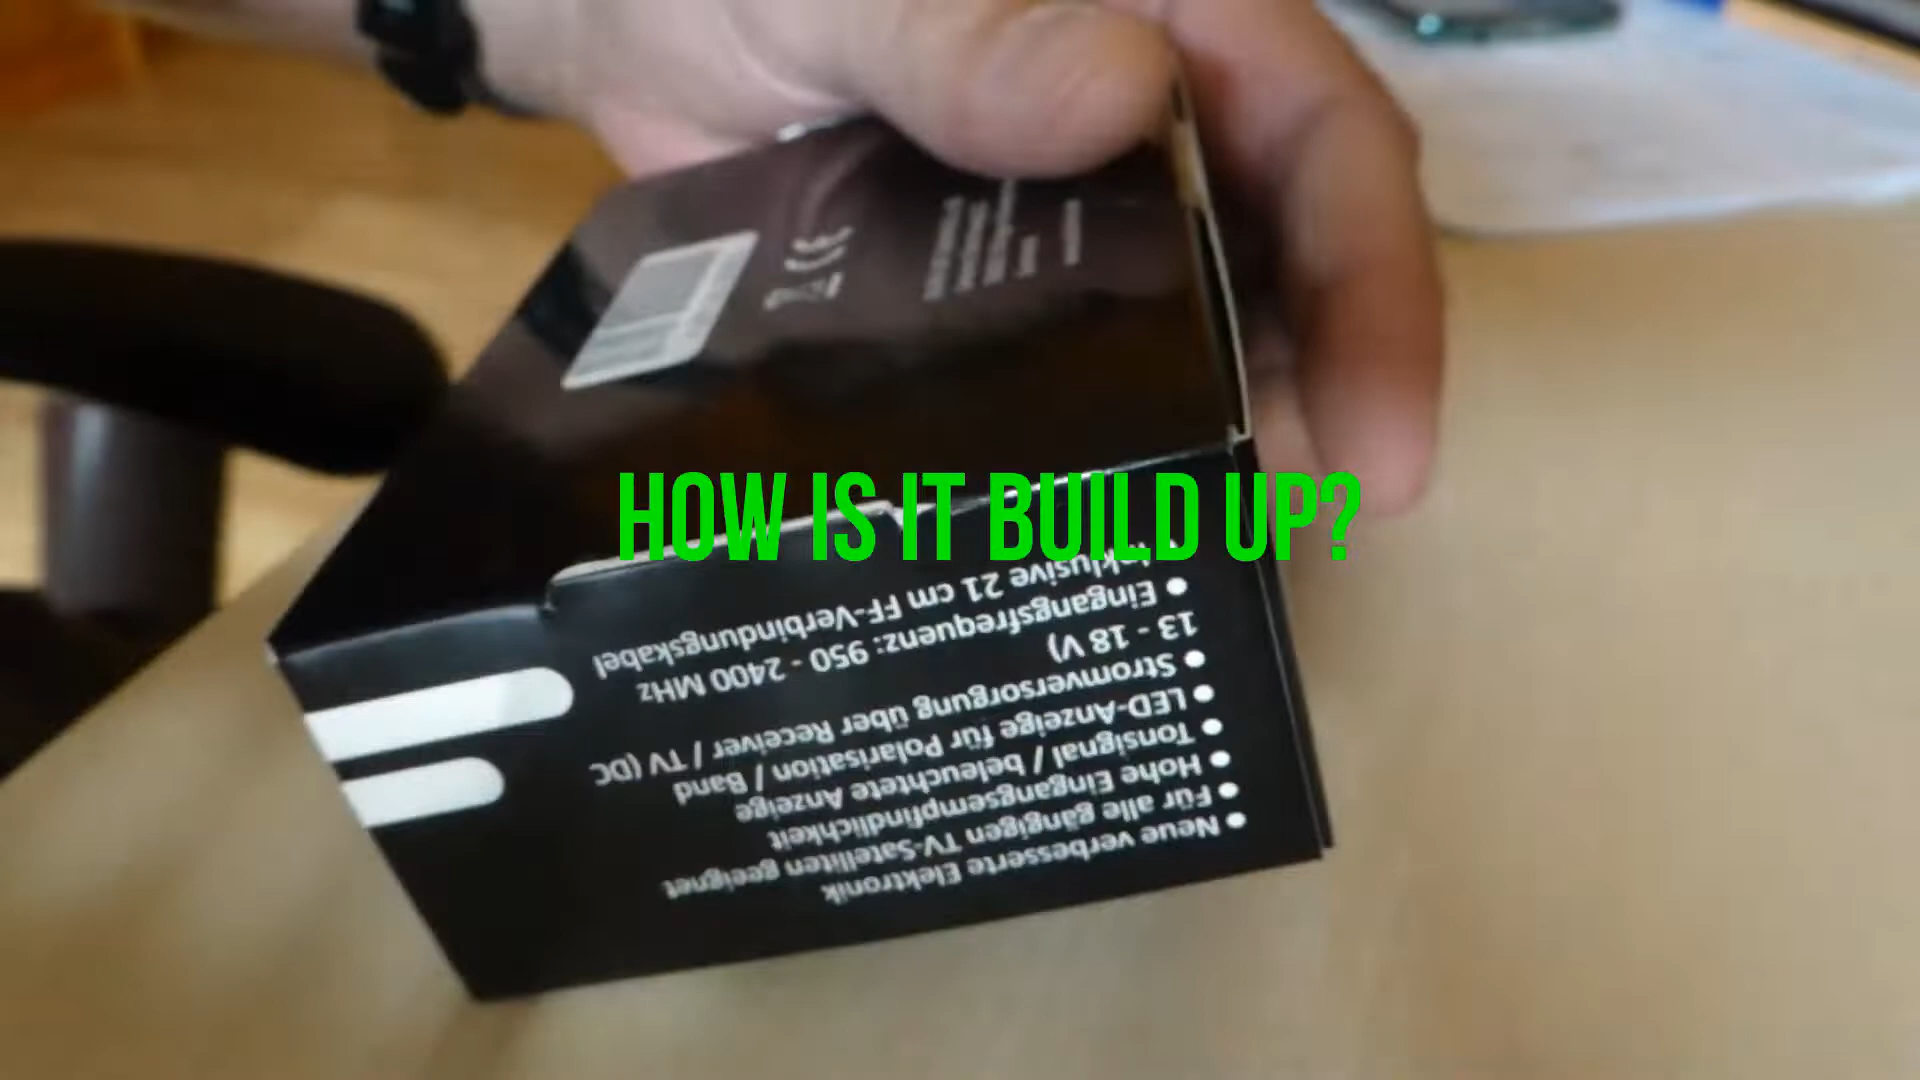 HOW IS IT BUILD UP?
● Neue verbesserte Elektronik
● Für alle gängigen TV-Satelliten geeignet
● Hohe Eingangsempfindlichkeit
● Tonsignal / beleuchtete Anzeige
● LED-Anzeige für Polarisation / Band
● Stromversorgung über Receiver / TV (DC
13 - 18 V)
● Eingangsfrequenz: 950 - 2400 MHz
● Inklusive 21 cm FF-Verbindungskabel
CE